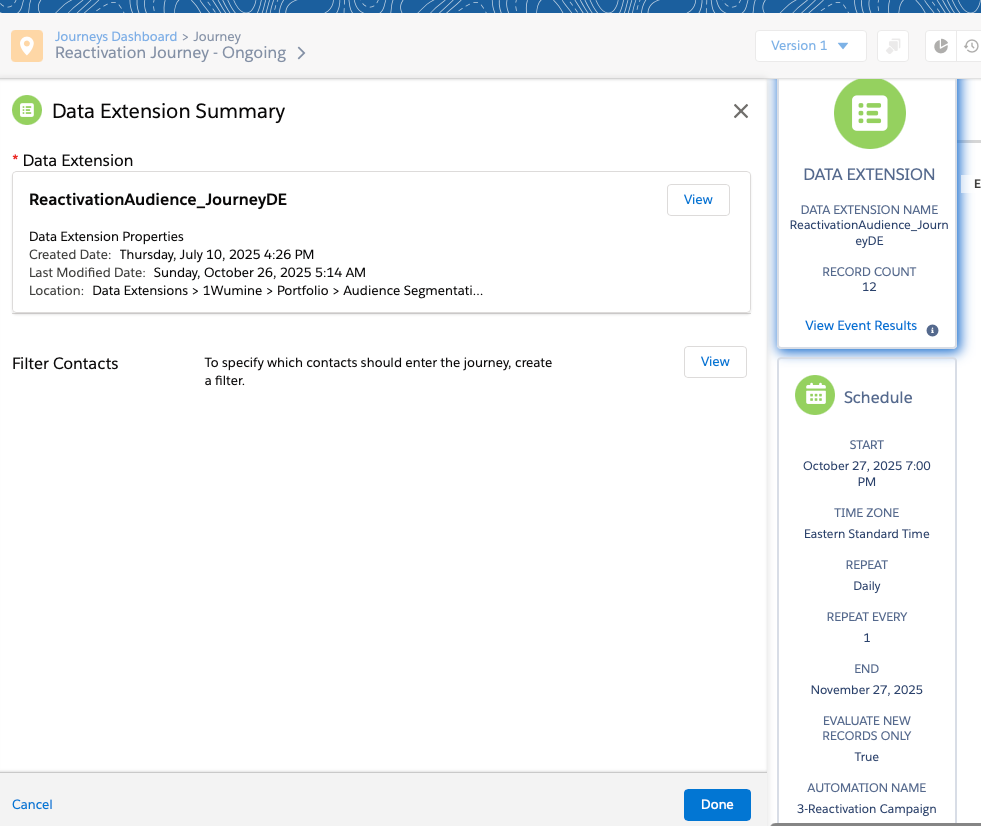 Journeys Dashboard > Journey
Reactivation Journey - Ongoing
Version 1
Data Extension Summary
* Data Extension
ReactivationAudience_JourneyDE
View
Data Extension Properties
Created Date: Thursday, July 10, 2025 4:26 PM
Last Modified Date: Sunday, October 26, 2025 5:14 AM
Location: Data Extensions > 1Wumine > Portfolio > Audience Segmentati...
Filter Contacts
To specify which contacts should enter the journey, create
a filter.
View
Cancel
Done
DATA EXTENSION
DATA EXTENSION NAME
ReactivationAudience_Journ
eyDE
RECORD COUNT
12
View Event Results
Schedule
START
October 27, 2025 7:00
PM
TIME ZONE
Eastern Standard Time
REPEAT
Daily
REPEAT EVERY
1
END
November 27, 2025
EVALUATE NEW
RECORDS ONLY
True
AUTOMATION NAME
3-Reactivation Campaign
E